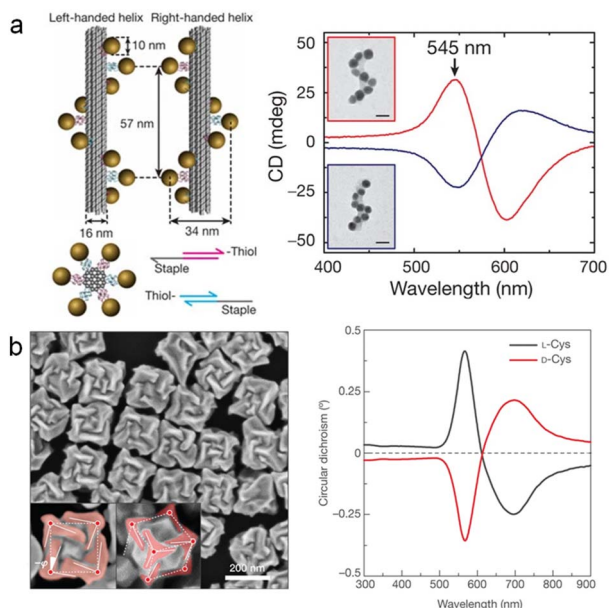 a
Left-handed helix Right-handed helix
10 nm
57 nm
16 nm
34 nm
-Thiol
Staple
Thiol-
Staple
545 nm
CD (mdeg)
50
25
0
−25
−50
400 500 600 700
Wavelength (nm)
b
−φ
200 nm
Circular dichroism (°)
0.5
0.25
0
−0.25
−0.5
L-Cys
D-Cys
300 400 500 600 700 800 900
Wavelength (nm)